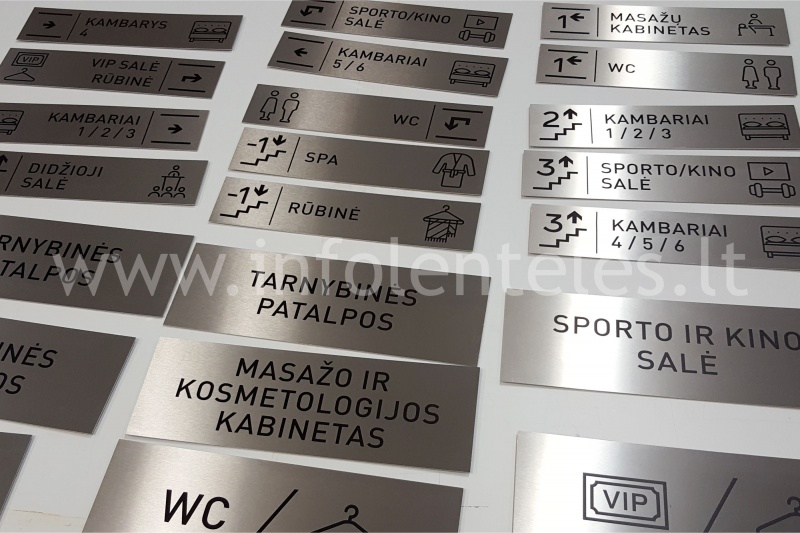 KAMBARYS
4
VIP
VIP SALĖ
RŪBINĖ
KAMBARIAI
1/2/3
DIDŽIOJI
SALĖ
TARNYBINĖS
PATALPOS
SPORTO/KINO
SALĖ
KAMBARIAI
5/6
WC
-1
SPA
-1
RŪBINĖ
TARNYBINĖS
PATALPOS
MASAŽO IR
KOSMETOLOGIJOS
KABINETAS
WC /
1
MASAŽŲ
KABINETAS
1
WC
2
KAMBARIAI
1/2/3
3
SPORTO/KINO
SALĖ
3
KAMBARIAI
4/5/6
SPORTO IR KINO
SALĖ
VIP /
www.infolenteles.lt